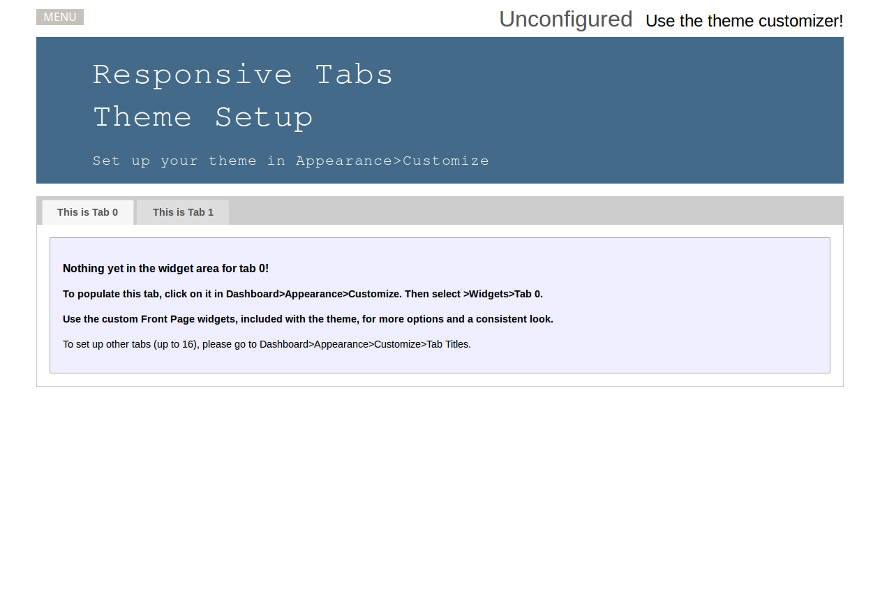 MENU
Unconfigured Use the theme customizer!
Responsive Tabs
Theme Setup
Set up your theme in Appearance>Customize
This is Tab 0 This is Tab 1
Nothing yet in the widget area for tab 0!
To populate this tab, click on it in Dashboard>Appearance>Customize. Then select >Widgets>Tab 0.
Use the custom Front Page widgets, included with the theme, for more options and a consistent look.
To set up other tabs (up to 16), please go to Dashboard>Appearance>Customize>Tab Titles.